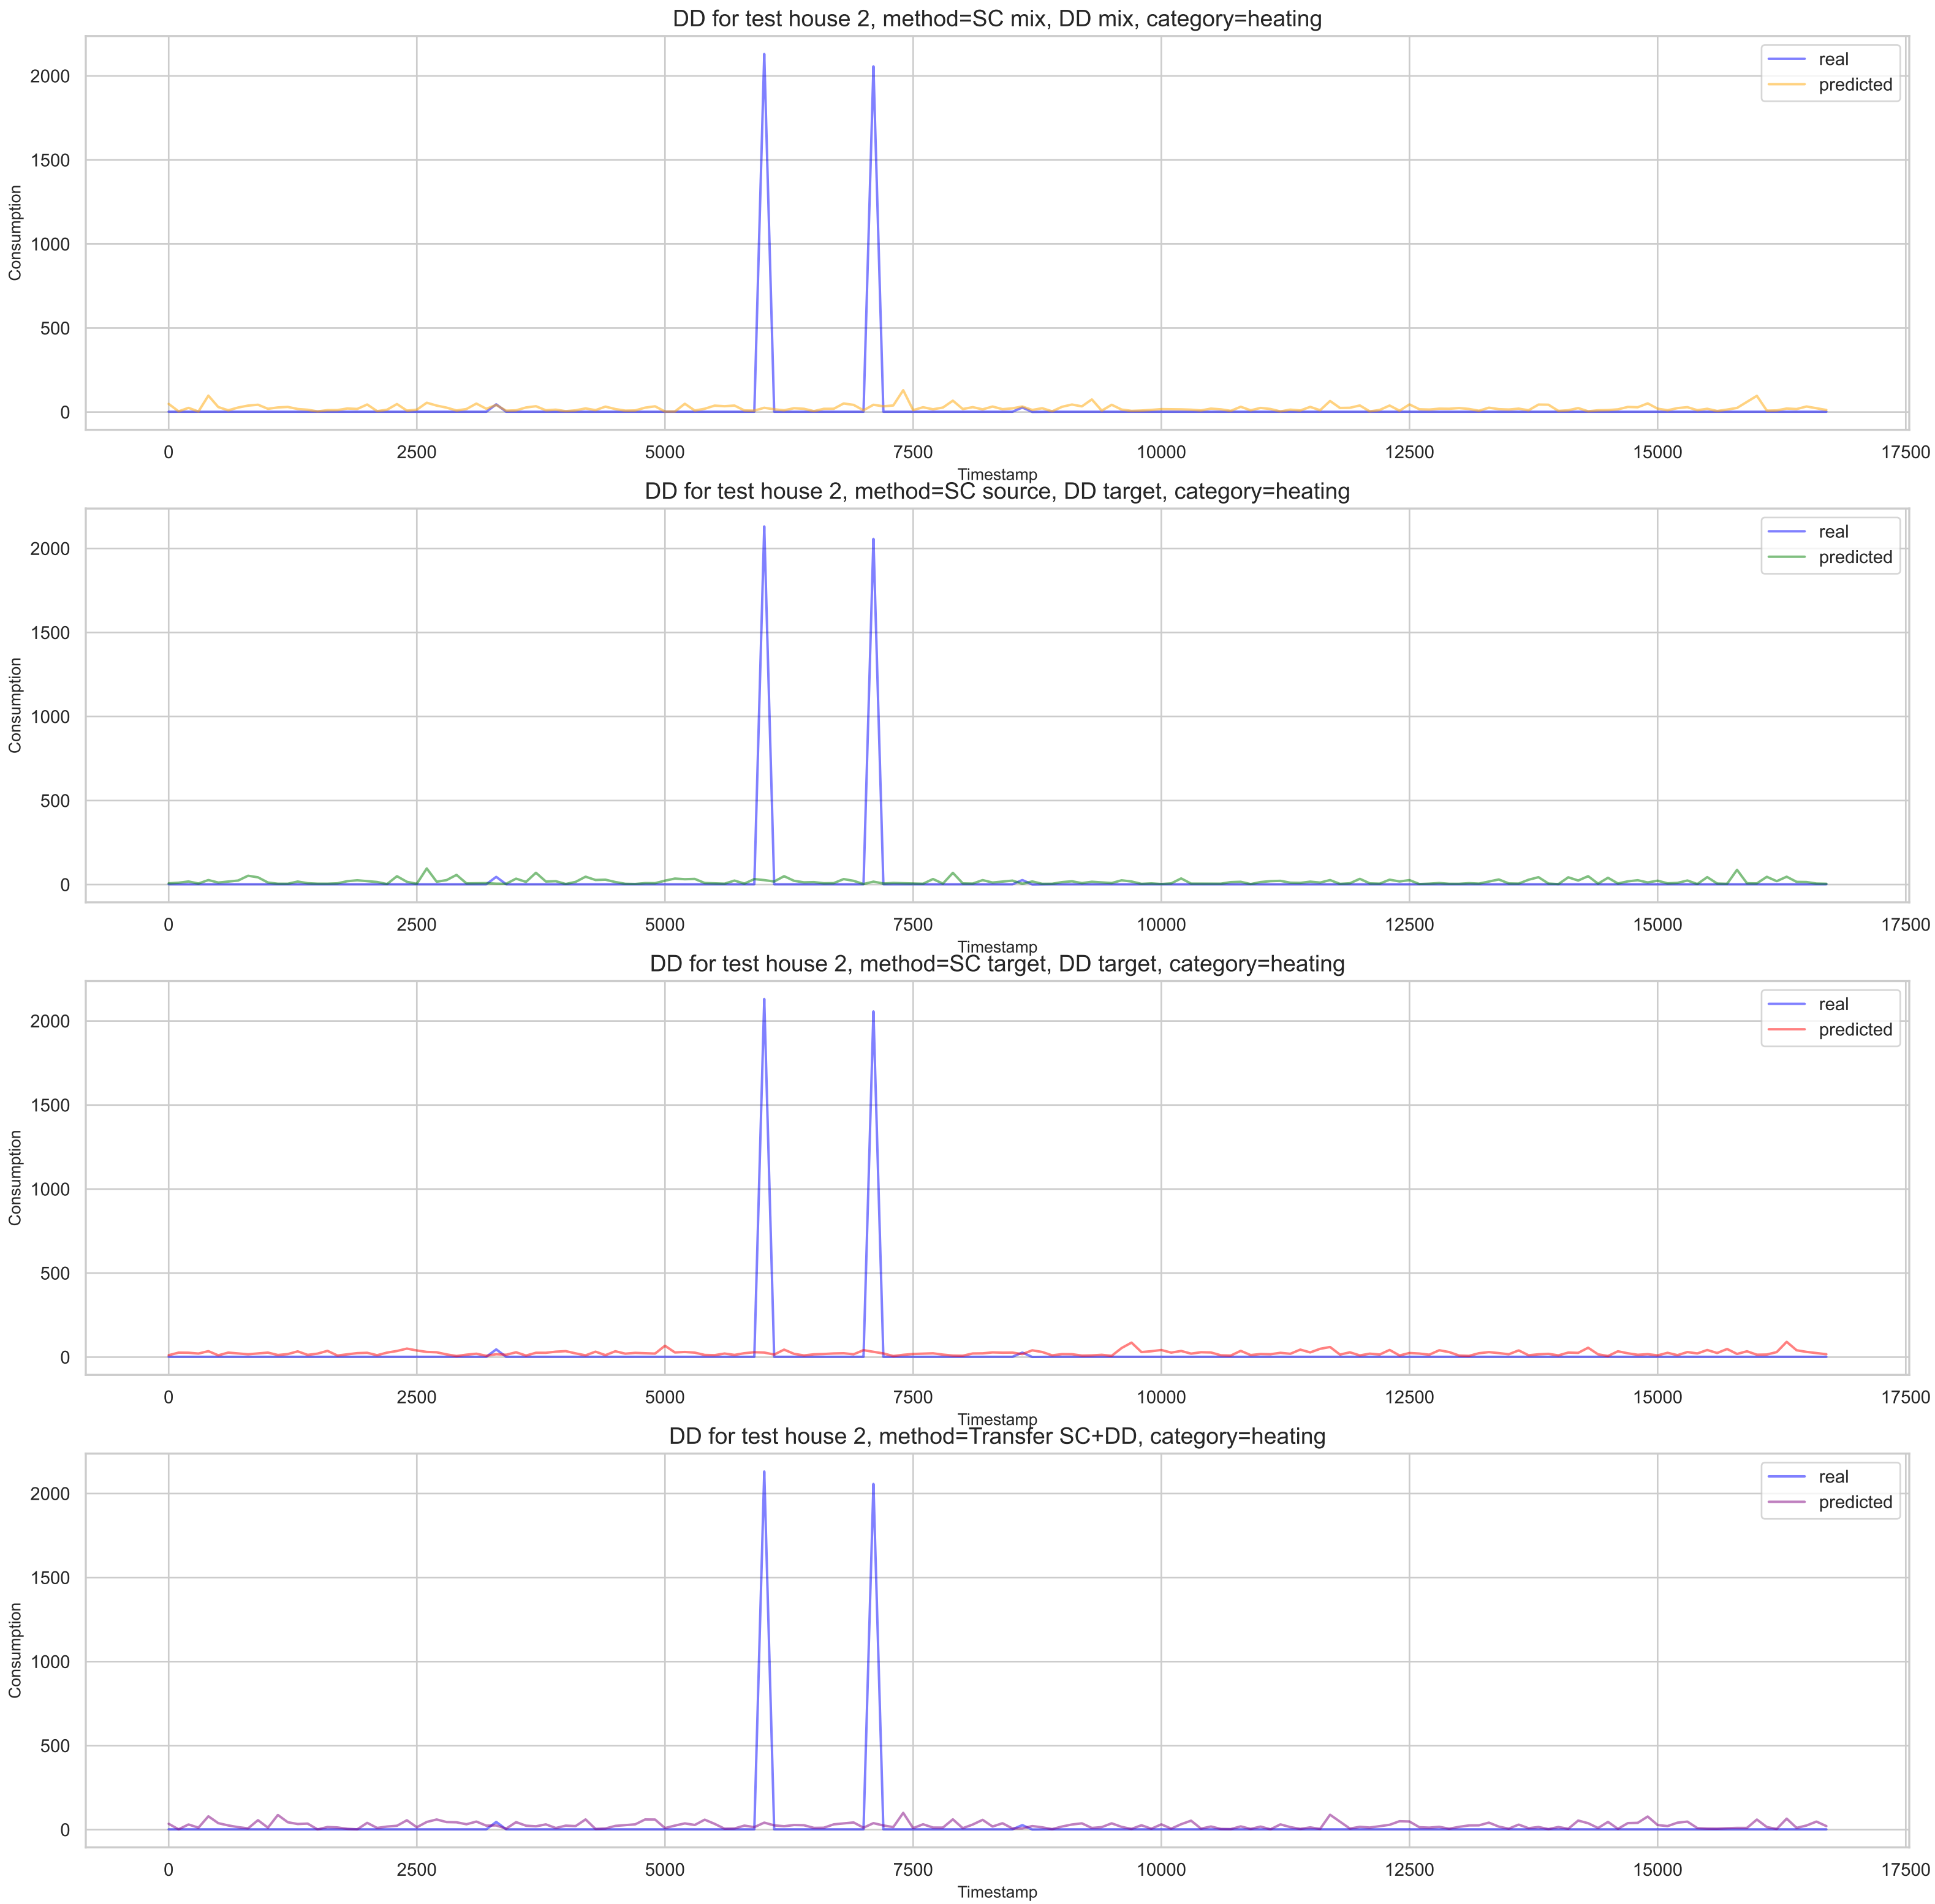 DD for test house 2, method=SC mix, DD mix, category=heating
real
predicted
2000
1500
1000
500
0
Consumption
0 2500 5000 7500 10000 12500 15000 17500
Timestamp
DD for test house 2, method=SC source, DD target, category=heating
real
predicted
2000
1500
1000
500
0
Consumption
0 2500 5000 7500 10000 12500 15000 17500
Timestamp
DD for test house 2, method=SC target, DD target, category=heating
real
predicted
2000
1500
1000
500
0
Consumption
0 2500 5000 7500 10000 12500 15000 17500
Timestamp
DD for test house 2, method=Transfer SC+DD, category=heating
real
predicted
2000
1500
1000
500
0
Consumption
0 2500 5000 7500 10000 12500 15000 17500
Timestamp